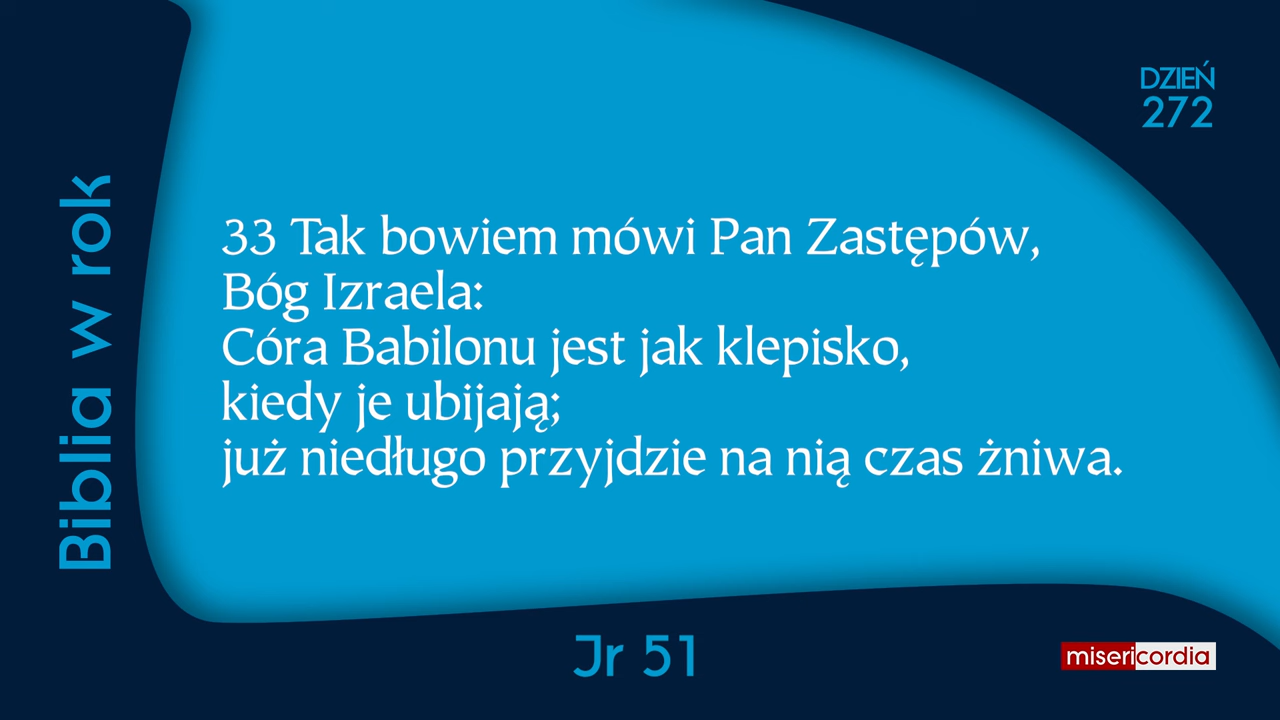 DZIEŃ
272
Biblia w rok
33 Tak bowiem mówi Pan Zastępów,
Bóg Izraela:
Córa Babilonu jest jak klepisko,
kiedy je ubijają;
już niedługo przyjdzie na nią czas żniwa.
Jr 51
misericordia